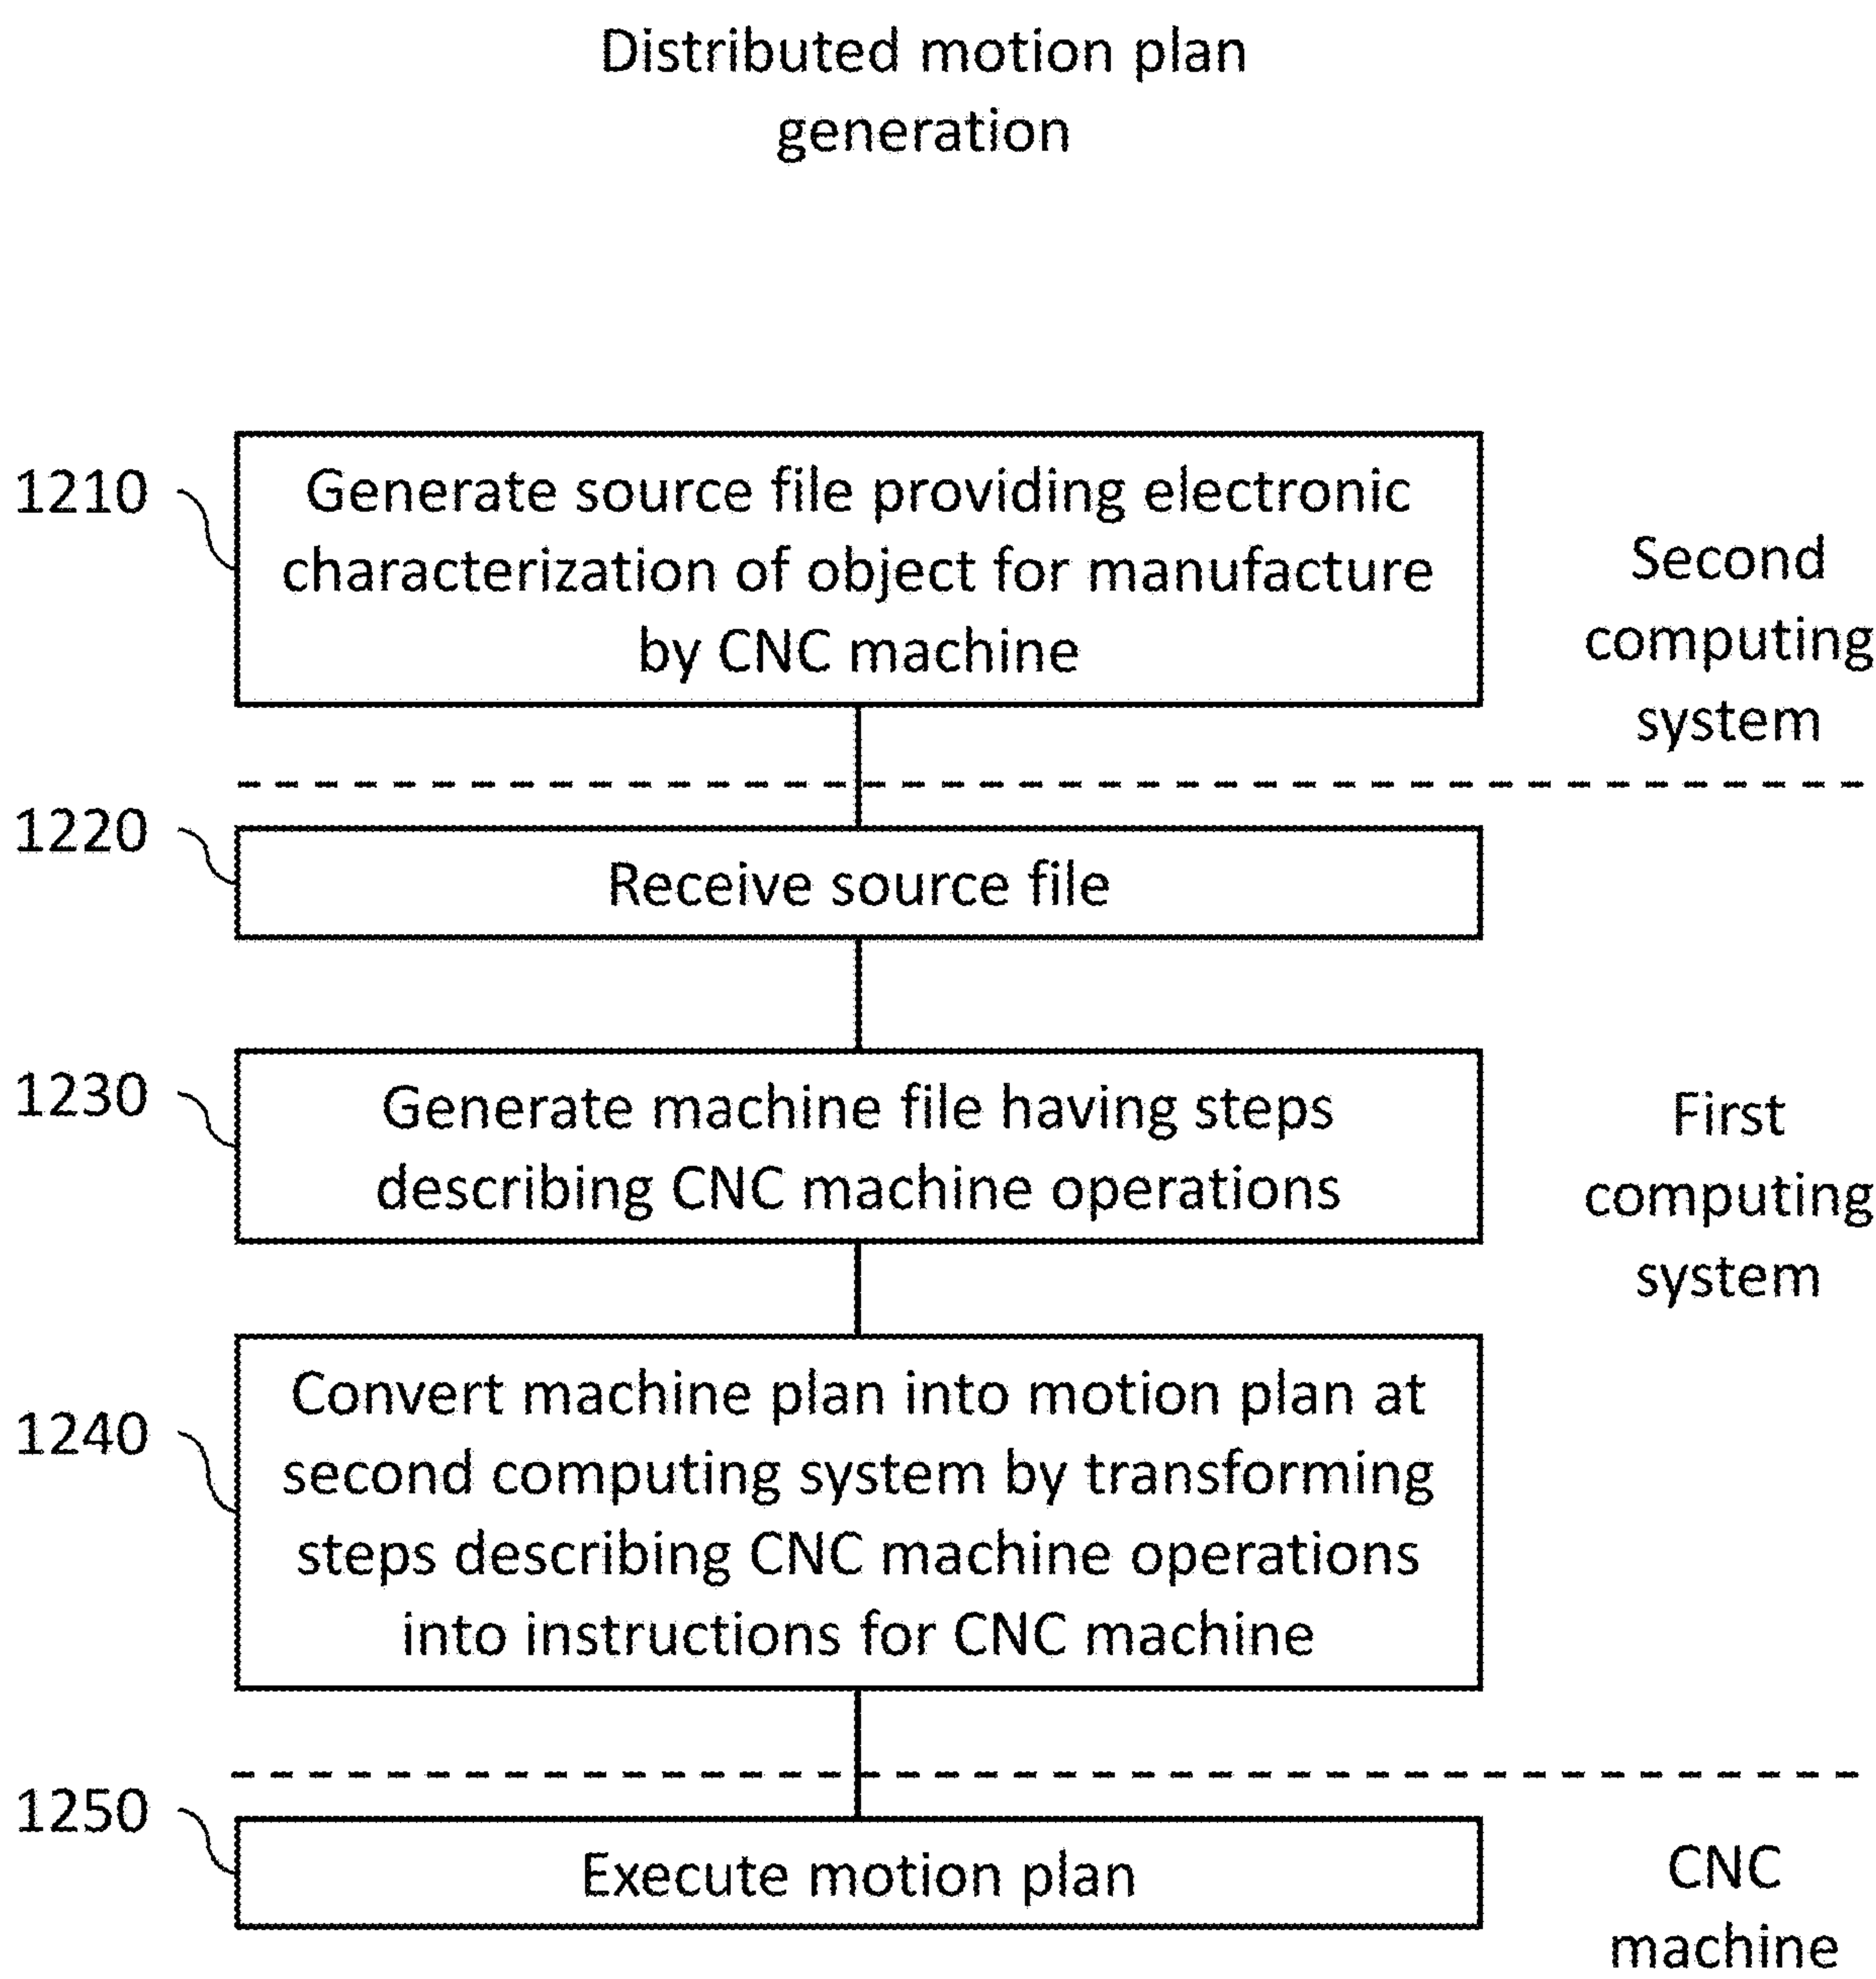 Distributed motion plan
generation
1210
Generate source file providing electronic
characterization of object for manufacture
by CNC machine
Second
computing
system
1220
Receive source file
1230
Generate machine file having steps
describing CNC machine operations
First
computing
system
1240
Convert machine plan into motion plan at
second computing system by transforming
steps describing CNC machine operations
into instructions for CNC machine
1250
Execute motion plan
CNC
machine